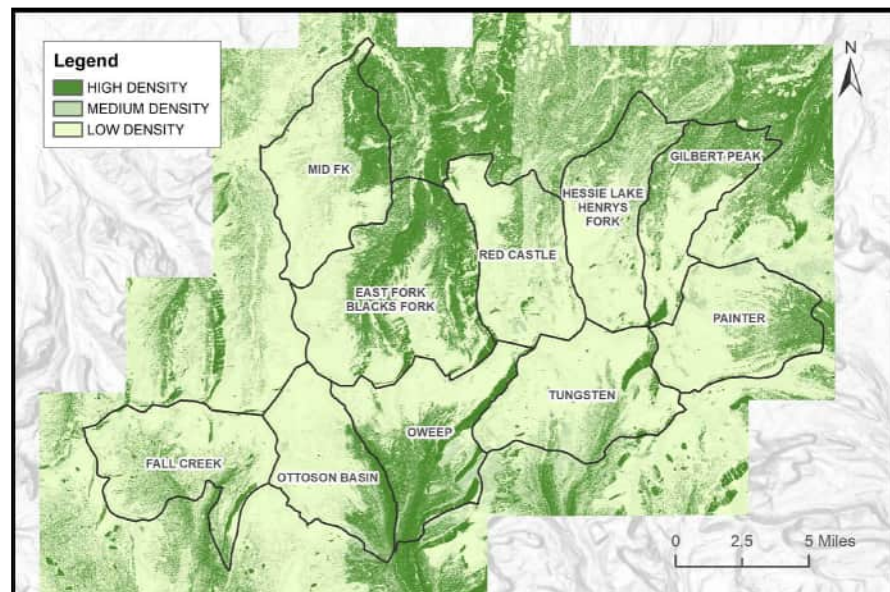 Legend
HIGH DENSITY
MEDIUM DENSITY
LOW DENSITY
N
MID FK
GILBERT PEAK
HESSIE LAKE
HENRYS
FORK
RED CASTLE
EAST FORK
BLACKS FORK
PAINTER
TUNGSTEN
OWEEP
FALL CREEK
OTTOSON BASIN
0 2.5 5 Miles